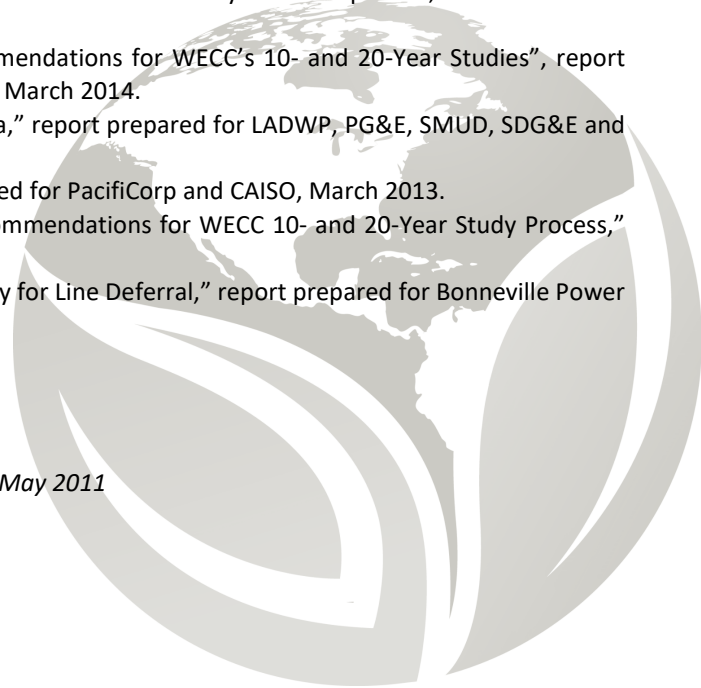 mendations for WECC’s 10- and 20-Year Studies”, report
March 2014.
a,” report prepared for LADWP, PG&E, SMUD, SDG&E and
ed for PacifiCorp and CAISO, March 2013.
ommendations for WECC 10- and 20-Year Study Process,”
y for Line Deferral,” report prepared for Bonneville Power
May 2011